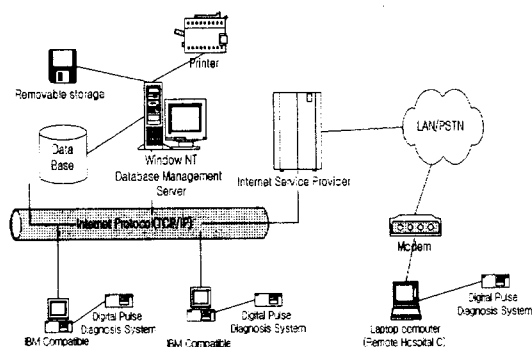 Printer
Removable storage
Data
Base
Window NT
Database Management
Server
Internet Service Provider
LAN/PSTN
Internet Protocol(TCP/IP)
Modem
Digital Pulse
Diagnosis System
IBM Compatible
Digital Pulse
Diagnosis System
IBM Compatible
Digital Pulse
Diagnosis System
Laptop computer
(Remote Hospital C)